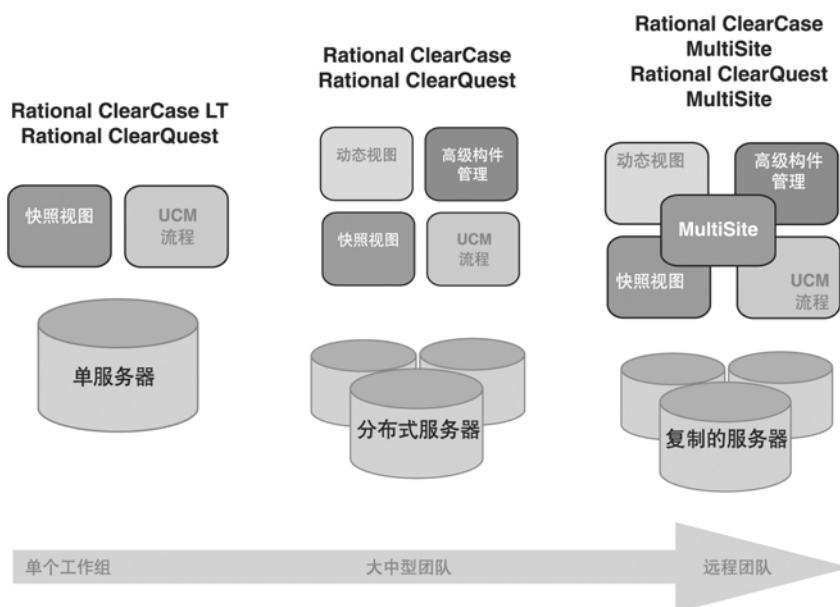 Rational ClearCase LT
Rational ClearQuest
快照视图
UCM
流程
单服务器
Rational ClearCase
Rational ClearQuest
动态视图
高级构件
管理
快照视图
UCM
流程
分布式服务器
Rational ClearCase
MultiSite
Rational ClearQuest
MultiSite
动态视图
高级构件
管理
MultiSite
快照视图
UCM
流程
复制的服务器
单个工作组
大中型团队
远程团队